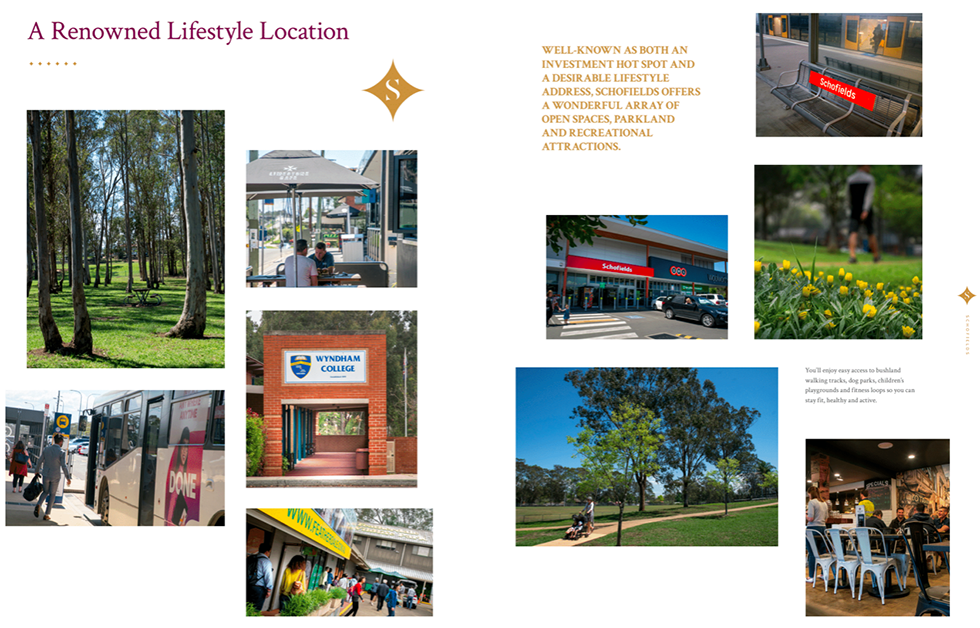 A Renowned Lifestyle Location
S
WELL-KNOWN AS BOTH AN
INVESTMENT HOT SPOT AND
A DESIRABLE LIFESTYLE
ADDRESS, SCHOFIELDS OFFERS
A WONDERFUL ARRAY OF
OPEN SPACES, PARKLAND
AND RECREATIONAL
ATTRACTIONS.
Schofields
Schofields
WYNDHAM
COLLEGE
DONE
S
SCHOFIELDS
You'll enjoy easy access to bushland
walking tracks, dog parks, children's
playgrounds and fitness loops so you can
stay fit, healthy and active.